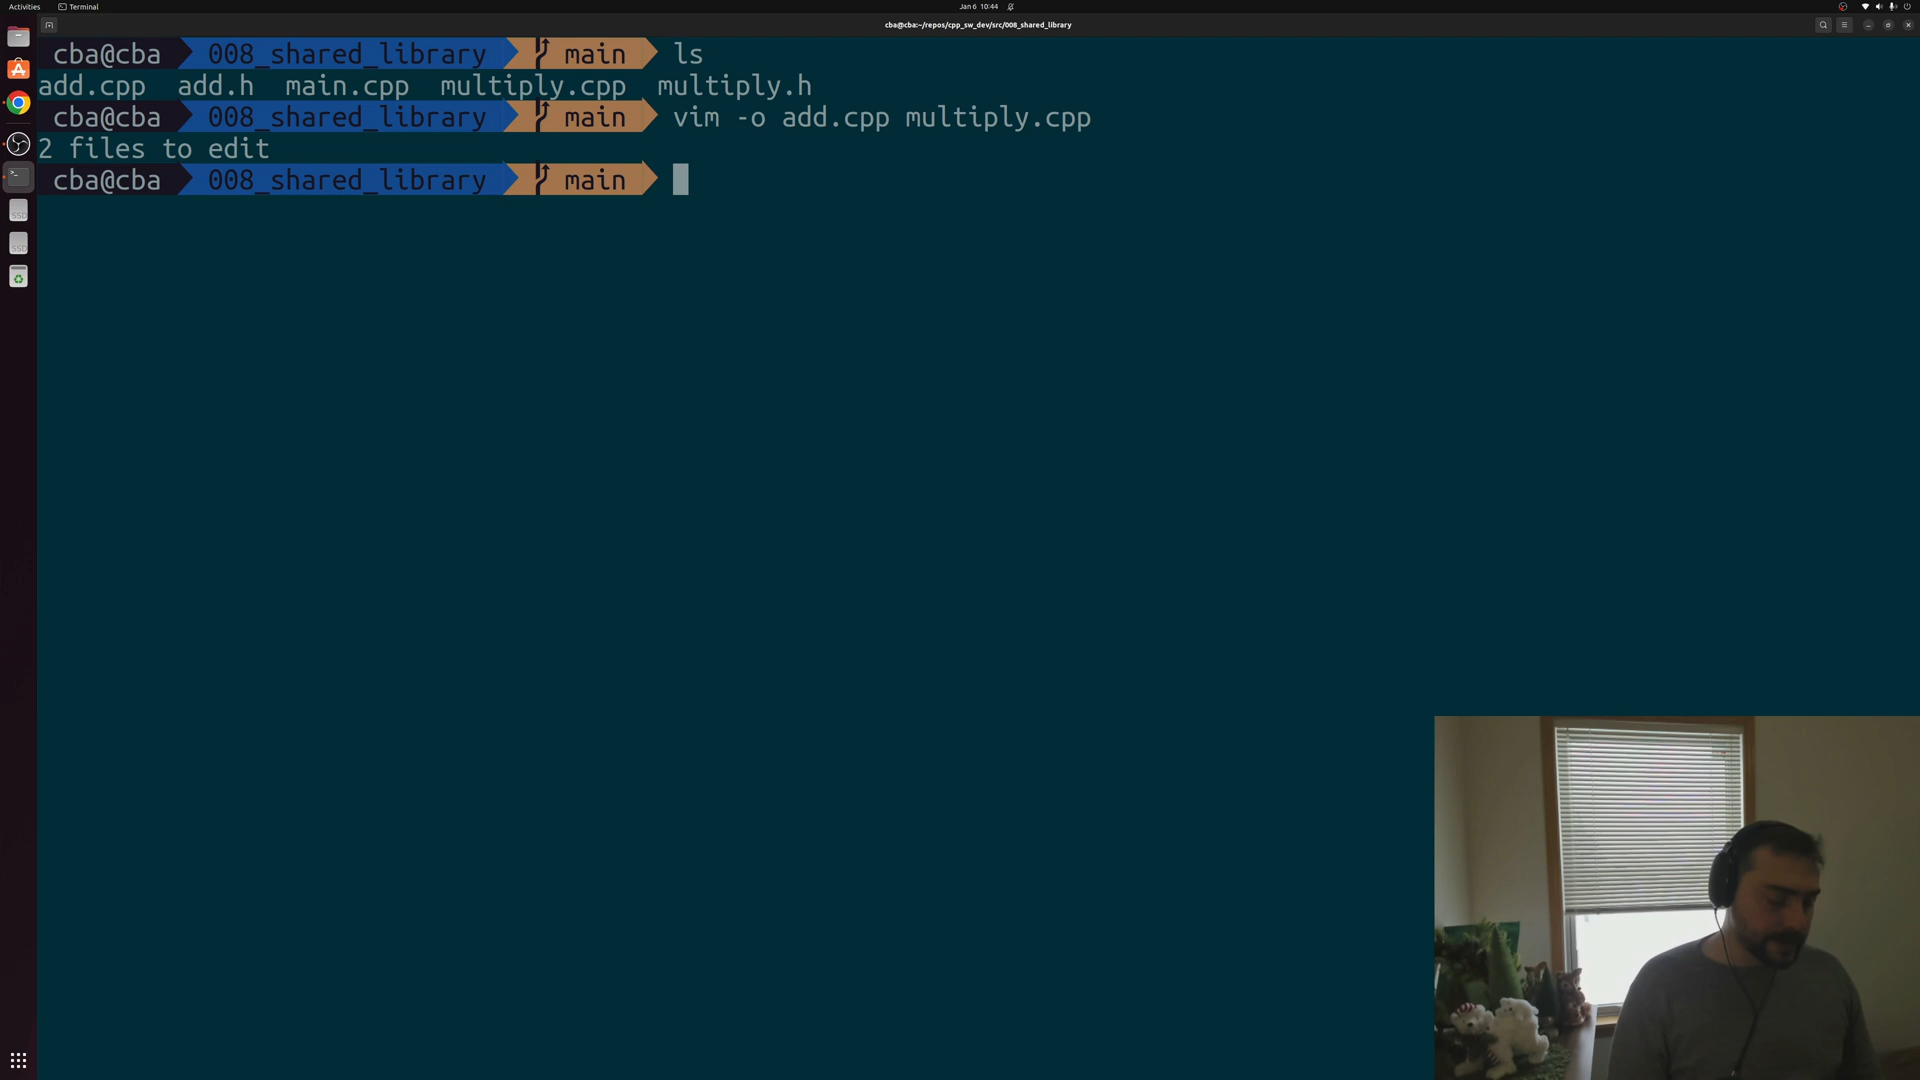 Activities Terminal Jan 6 10:44
cba@cba:~/repos/cpp_sw_dev/src/008_shared_library
cba@cba 008_shared_library main ls
add.cpp add.h main.cpp multiply.cpp multiply.h
cba@cba 008_shared_library main vim -o add.cpp multiply.cpp
2 files to edit
cba@cba 008_shared_library main
SSD
SSD